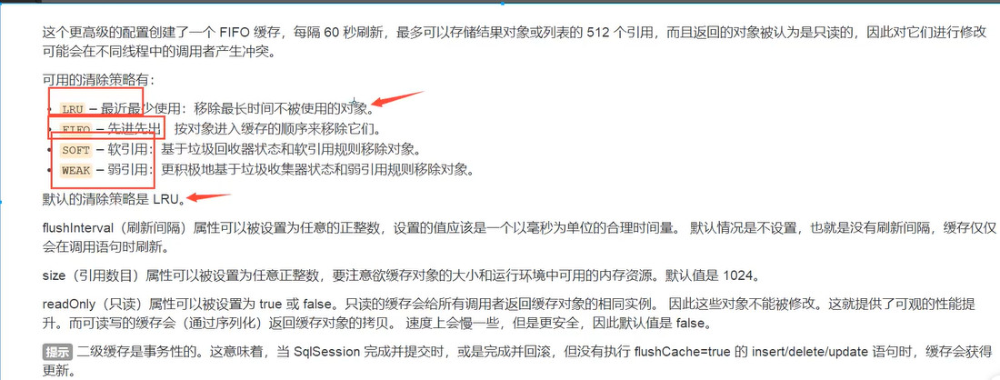 这个更高级的配置创建了一个 FIFO 缓存，每隔 60 秒刷新，最多可以存储结果对象或列表的 512 个引用，而且返回的对象被认为是只读的，因此对它们进行修改
可能会在不同线程中的调用者产生冲突。
可用的清除策略有：
LRU – 最近最少使用：移除最长时间不被使用的对象。
FIFO – 先进先出：按对象进入缓存的顺序来移除它们。
SOFT – 软引用：基于垃圾回收器状态和软引用规则移除对象。
WEAK – 弱引用：更积极地基于垃圾收集器状态和弱引用规则移除对象。
默认的清除策略是 LRU。
flushInterval（刷新间隔）属性可以被设置为任意的正整数，设置的值应该是一个以毫秒为单位的合理时间量。 默认情况是不设置，也就是没有刷新间隔，缓存仅仅
会在调用语句时刷新。
size（引用数目）属性可以被设置为任意正整数，要注意欲缓存对象的大小和运行环境中可用的内存资源。默认值是 1024。
readOnly（只读）属性可以被设置为 true 或 false。只读的缓存会给所有调用者返回缓存对象的相同实例。 因此这些对象不能被修改。这就提供了可观的性能提
升。而可读写的缓存会（通过序列化）返回缓存对象的拷贝。 速度上会慢一些，但是更安全，因此默认值是 false。
提示 二级缓存是事务性的。这意味着，当 SqlSession 完成并提交时，或是完成并回滚，但没有执行 flushCache=true 的 insert/delete/update 语句时，缓存会获得
更新。